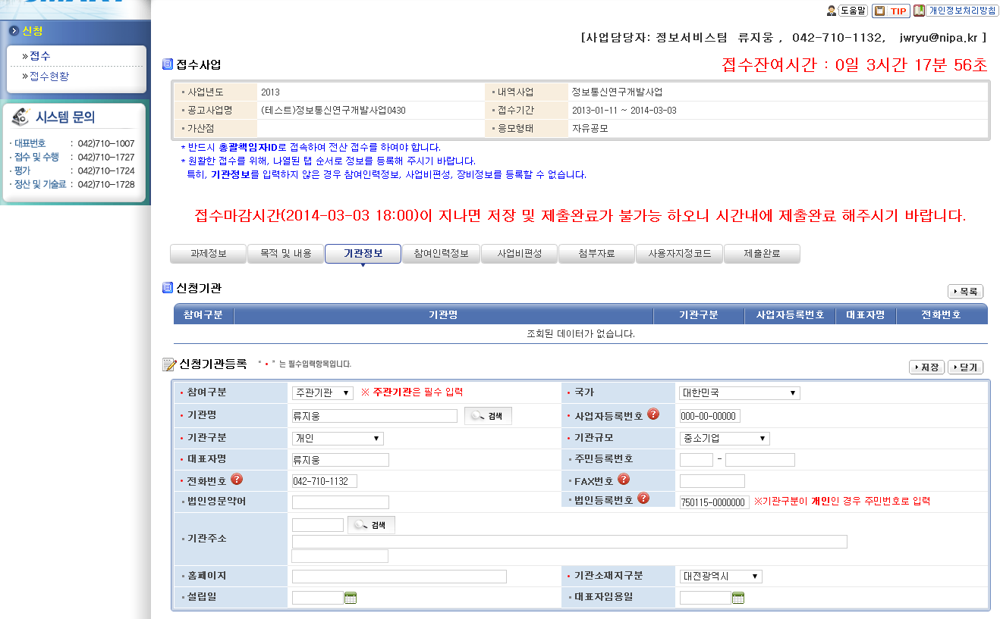 도움말 TIP 개인정보처리방침
신청
»접수
»접수현황
시스템 문의
· 대표번호 : 042)710-1007
· 접수 및 수행 : 042)710-1727
· 평가 : 042)710-1724
· 정산 및 기술료 : 042)710-1728
[사업담당자: 정보서비스팀 류지웅 , 042-710-1132, jwryu@nipa.kr ]
접수사업
접수잔여시간 : 0일 3시간 17분 56초
사업년도 2013 내역사업 정보통신연구개발사업
공고사업명 (테스트)정보통신연구개발사업0430 접수기간 2013-01-11 ~ 2014-03-03
가산점 응모형태 자유공모
* 반드시 총괄책임자ID로 접속하여 전산 접수를 하여야 합니다.
* 원활한 접수를 위해, 나열된 탭 순서로 정보를 등록해 주시기 바랍니다.
특히, 기관정보를 입력하지 않은 경우 참여인력정보, 사업비편성, 장비정보를 등록할 수 없습니다.
접수마감시간(2014-03-03 18:00)이 지나면 저장 및 제출완료가 불가능 하오니 시간내에 제출완료 해주시기 바랍니다.
과제정보 목적 및 내용 기관정보 참여인력정보 사업비편성 첨부자료 사용자지정코드 제출완료
신청기관
목록
참여구분 기관명 기관구분 사업자등록번호 대표자명 전화번호
조회된 데이터가 없습니다.
신청기관등록 " • " 는 필수입력항목입니다.
저장 닫기
참여구분 주관기관 ※ 주관기관은 필수 입력 국가 대한민국
기관명 류지웅 검색 사업자등록번호 ? 000-00-00000
기관구분 개인 기관규모 중소기업
대표자명 류지웅 주민등록번호 -
전화번호 ? 042-710-1132 FAX번호 ?
법인영문약어 법인등록번호 ? 750115-0000000 ※기관구분이 개인인 경우 주민번호로 입력
기관주소 검색
홈페이지 기관소재지구분 대전광역시
설립일 대표자임용일